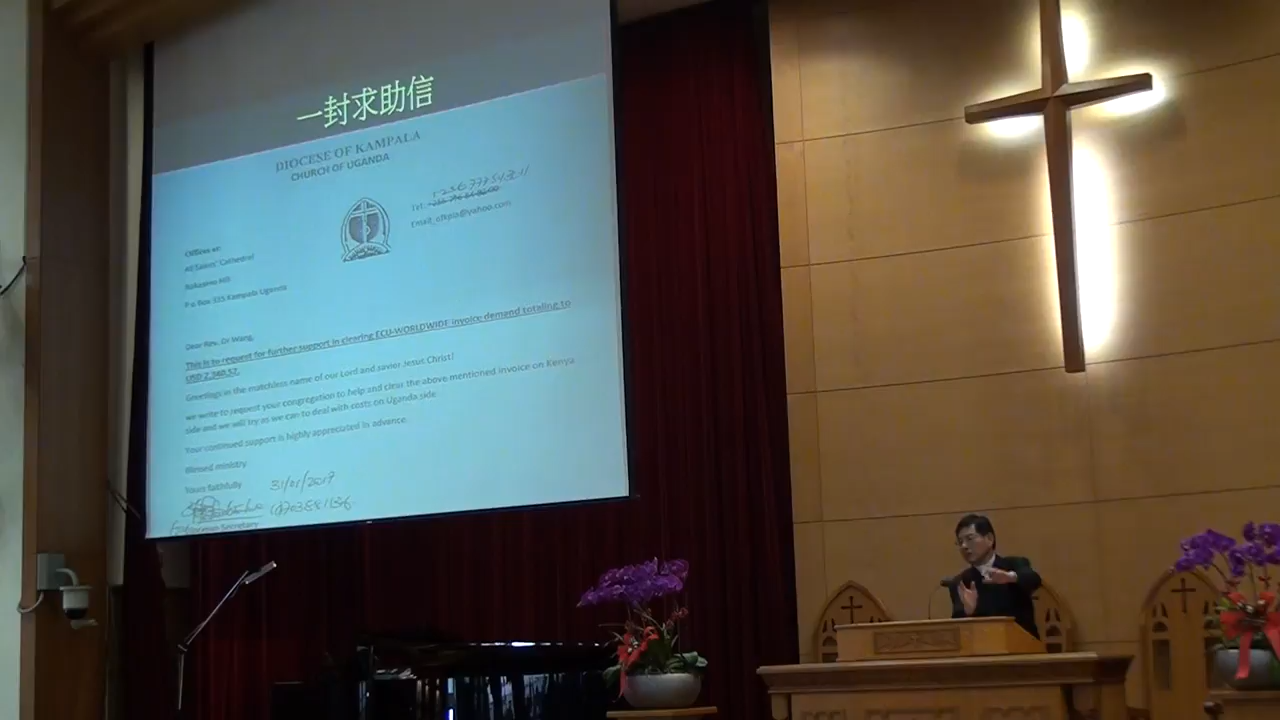 一封求助信
DIOCESE OF KAMPALA
CHURCH OF UGANDA
Tel:
Offices at:
All Saints' Cathedral
Nakasero Hill
P.o Box 335 Kampala Uganda
Dear Rev. Dr Wang,
This is to request for further support in clearing ECU-WORLDWIDE invoice demand totaling to
USD 2,340.57.
Greetings in the matchless name of our Lord and savior Jesus Christ!
we write to request your congregation to help and clear the above mentioned invoice on Kenya
side and we will try as we can to deal with costs on Uganda side
Your continued support is highly appreciated in advance.
Blessed ministry
Yours faithfully 31/01/2017
Secretary